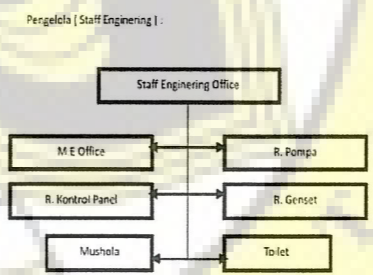 Pengelola [ Staff Enginering ] :
Staff Enginering Office
M E Office
R. Pompa
R. Kontrol Panel
R. Genset
Mushola
Toilet